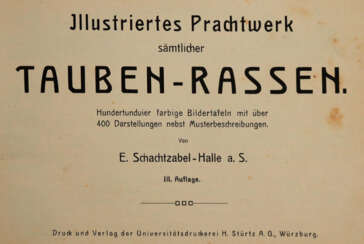 Illustriertes Prachtwerk
sämtlicher
TAUBEN-RASSEN.
Hundertunduier farbige Bildertafeln mit über
400 Darstellungen nebst Musterbeschreibungen.
Von
E. Schachtzabel-Halle a. S.
III. Auflage.
Druck und Verlag der Universitätsdruckerei H. Stürtz A. G., Würzburg.